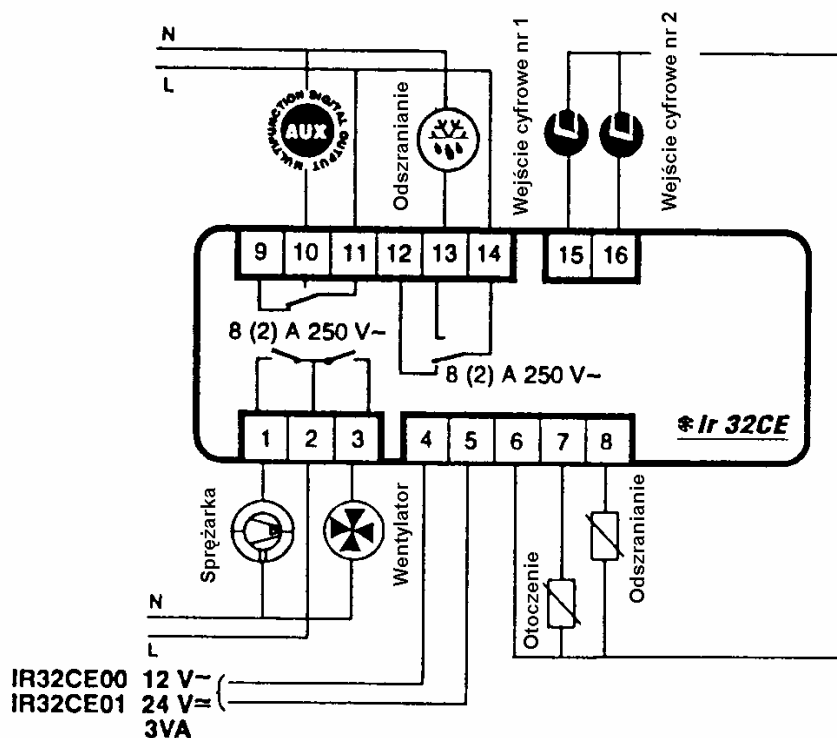 N
L
MULTIFUNCTION DIGITAL OUTPUT
AUX
Odszranianie
Wejście cyfrowe nr 1
Wejście cyfrowe nr 2
9 10 11 12 13 14
15 16
8 (2) A 250 V~
8 (2) A 250 V~
Ir 32CE
1 2 3
4 5 6 7 8
Sprężarka
Wentylator
Otoczenie
Odszranianie
N
L
IR32CE00 12 V~
IR32CE01 24 V≂
3VA